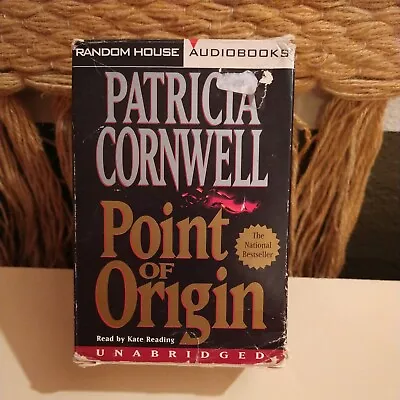 RANDOM HOUSE AUDIOBOOKS
PATRICIA
CORNWELL
Point
OF
Origin
The
National
Bestseller
Read by Kate Reading
UNABRIDGED